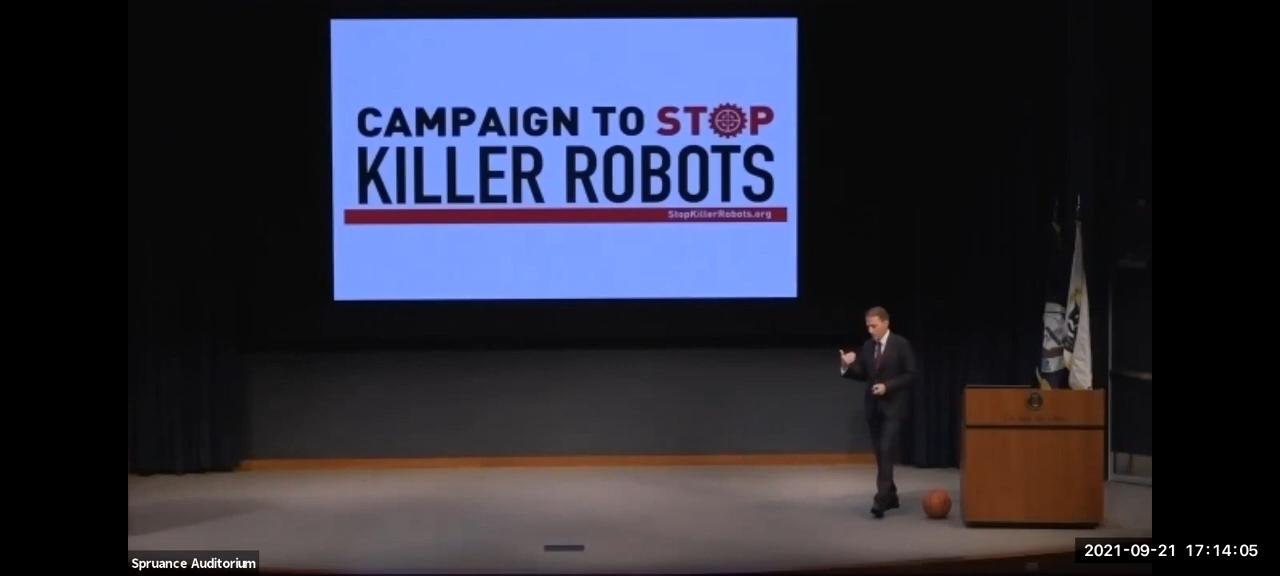 CAMPAIGN TO STOP
KILLER ROBOTS
StopKillerRobots.org
Spruance Auditorium
2021-09-21 17:14:05